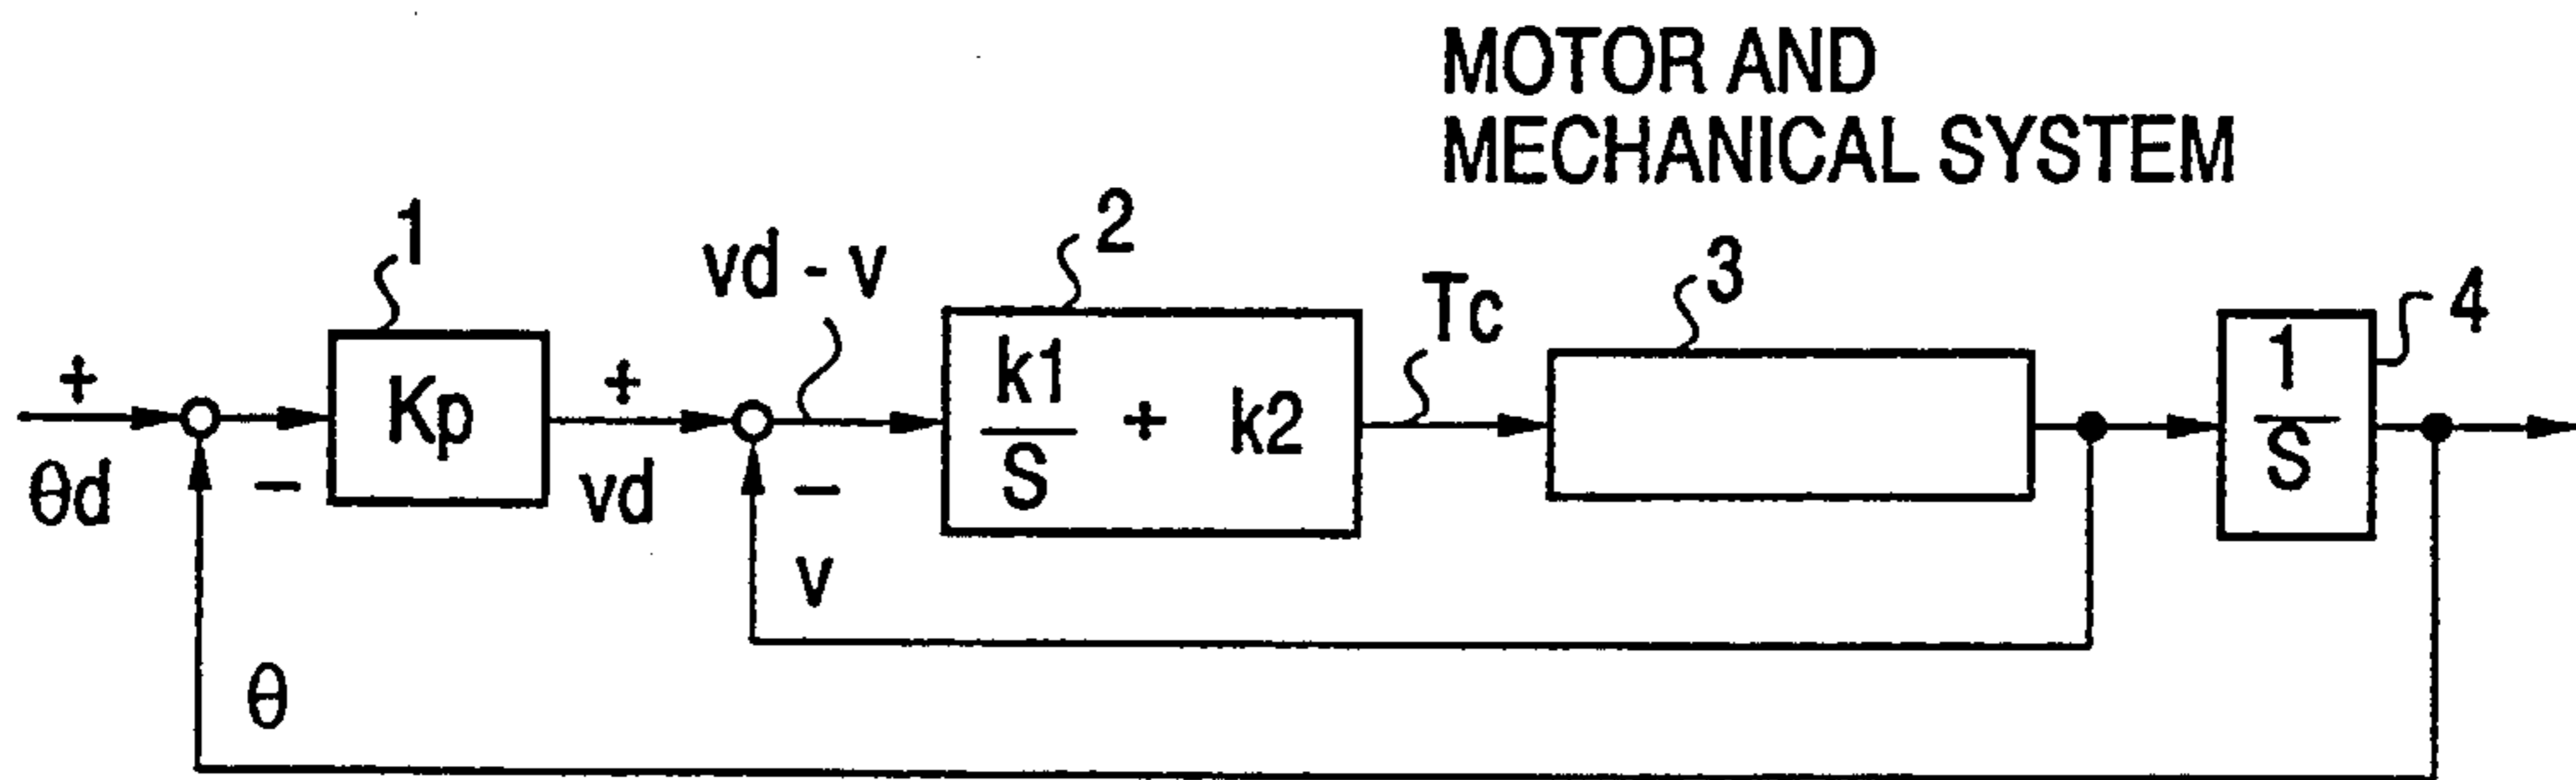 MOTOR AND
MECHANICAL SYSTEM
1
2
3
4
vd - v
Tc
+
θd
−
Kp
+
vd
−
v
k1
S
+ k2
1
S
θ